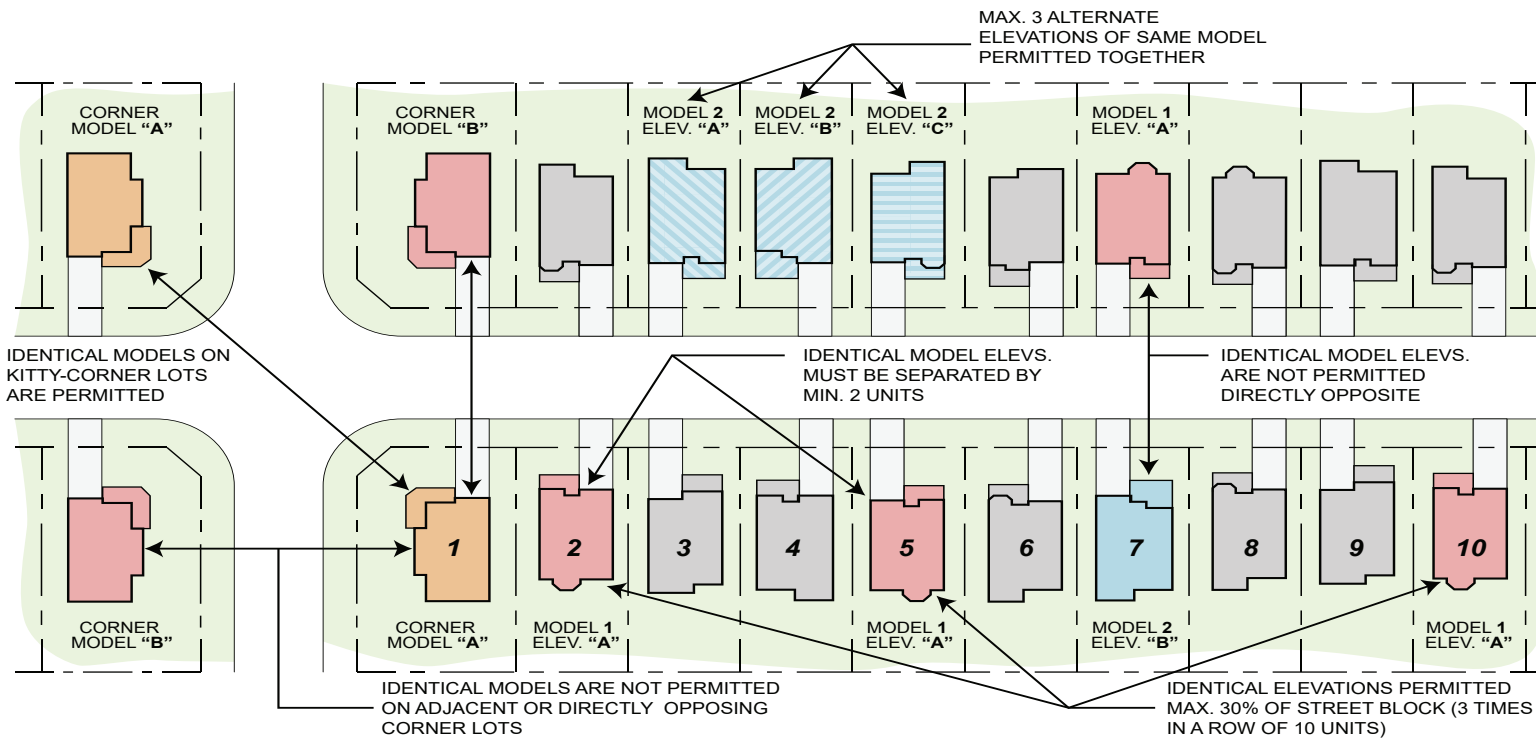 MAX. 3 ALTERNATE
ELEVATIONS OF SAME MODEL
PERMITTED TOGETHER
CORNER
MODEL “A”
CORNER
MODEL “B”
MODEL 2
ELEV. “A”
MODEL 2
ELEV. “B”
MODEL 2
ELEV. “C”
MODEL 1
ELEV. “A”
IDENTICAL MODELS ON
KITTY-CORNER LOTS
ARE PERMITTED
IDENTICAL MODEL ELEVS.
MUST BE SEPARATED BY
MIN. 2 UNITS
IDENTICAL MODEL ELEVS.
ARE NOT PERMITTED
DIRECTLY OPPOSITE
1
2
3
4
5
6
7
8
9
10
CORNER
MODEL “B”
CORNER
MODEL “A”
MODEL 1
ELEV. “A”
MODEL 1
ELEV. “A”
MODEL 2
ELEV. “B”
MODEL 1
ELEV. “A”
IDENTICAL MODELS ARE NOT PERMITTED
ON ADJACENT OR DIRECTLY OPPOSING
CORNER LOTS
IDENTICAL ELEVATIONS PERMITTED
MAX. 30% OF STREET BLOCK (3 TIMES
IN A ROW OF 10 UNITS)